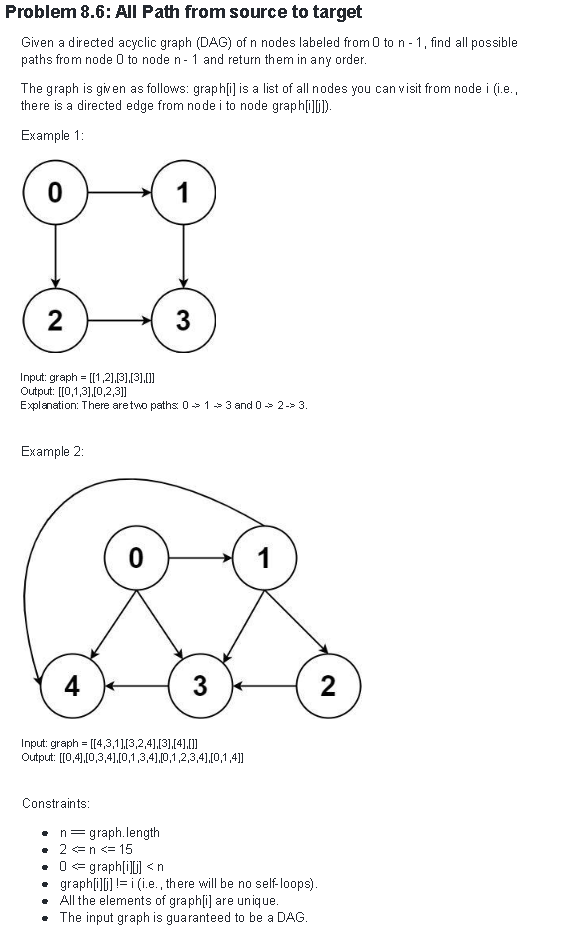 Problem 8.6: All Path from source to target
Given a directed acyclic graph (DAG) of n nodes labeled from 0 to n - 1, find all possible
paths from node 0 to node n - 1 and return them in any order.
The graph is given as follows: graph[i] is a list of all nodes you can visit from node i (i.e.,
there is a directed edge from node i to node graph[i][j]).
Example 1:
0 1
2 3
Input: graph = [[1,2],[3],[3],[]]
Output: [[0,1,3],[0,2,3]]
Explanation: There are two paths: 0 -> 1 -> 3 and 0 -> 2 -> 3.
Example 2:
0 1
4 3 2
Input: graph = [[4,3,1],[3,2,4],[3],[4],[]]
Output: [[0,4],[0,3,4],[0,1,3,4],[0,1,2,3,4],[0,1,4]]
Constraints:
• n == graph.length
• 2 <= n <= 15
• 0 <= graph[i][j] < n
• graph[i][j] != i (i.e., there will be no self-loops).
• All the elements of graph[i] are unique.
• The input graph is guaranteed to be a DAG.